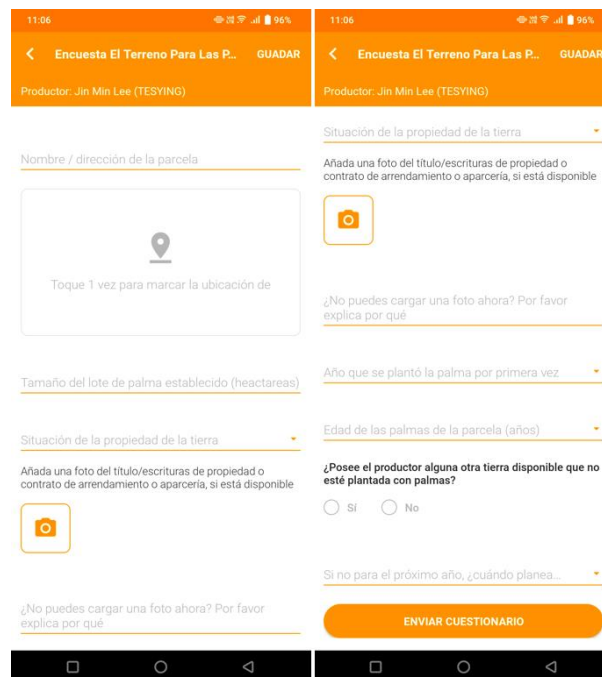 11:06
96%
Encuesta El Terreno Para Las P...
GUADAR
Productor: Jin Min Lee (TESYING)
Nombre / dirección de la parcela
Toque 1 vez para marcar la ubicación de
Tamaño del lote de palma establecido (heactareas)
Situación de la propiedad de la tierra
Añada una foto del título/escrituras de propiedad o
contrato de arrendamiento o aparcería, si está disponible
¿No puedes cargar una foto ahora? Por favor
explica por qué
11:06
96%
Encuesta El Terreno Para Las P...
GUADAR
Productor: Jin Min Lee (TESYING)
Situación de la propiedad de la tierra
Añada una foto del título/escrituras de propiedad o
contrato de arrendamiento o aparcería, si está disponible
¿No puedes cargar una foto ahora? Por favor
explica por qué
Año que se plantó la palma por primera vez
Edad de las palmas de la parcela (años)
¿Posee el productor alguna otra tierra disponible que no
esté plantada con palmas?
Sí
No
Si no para el próximo año, ¿cuándo planea...
ENVIAR CUESTIONARIO